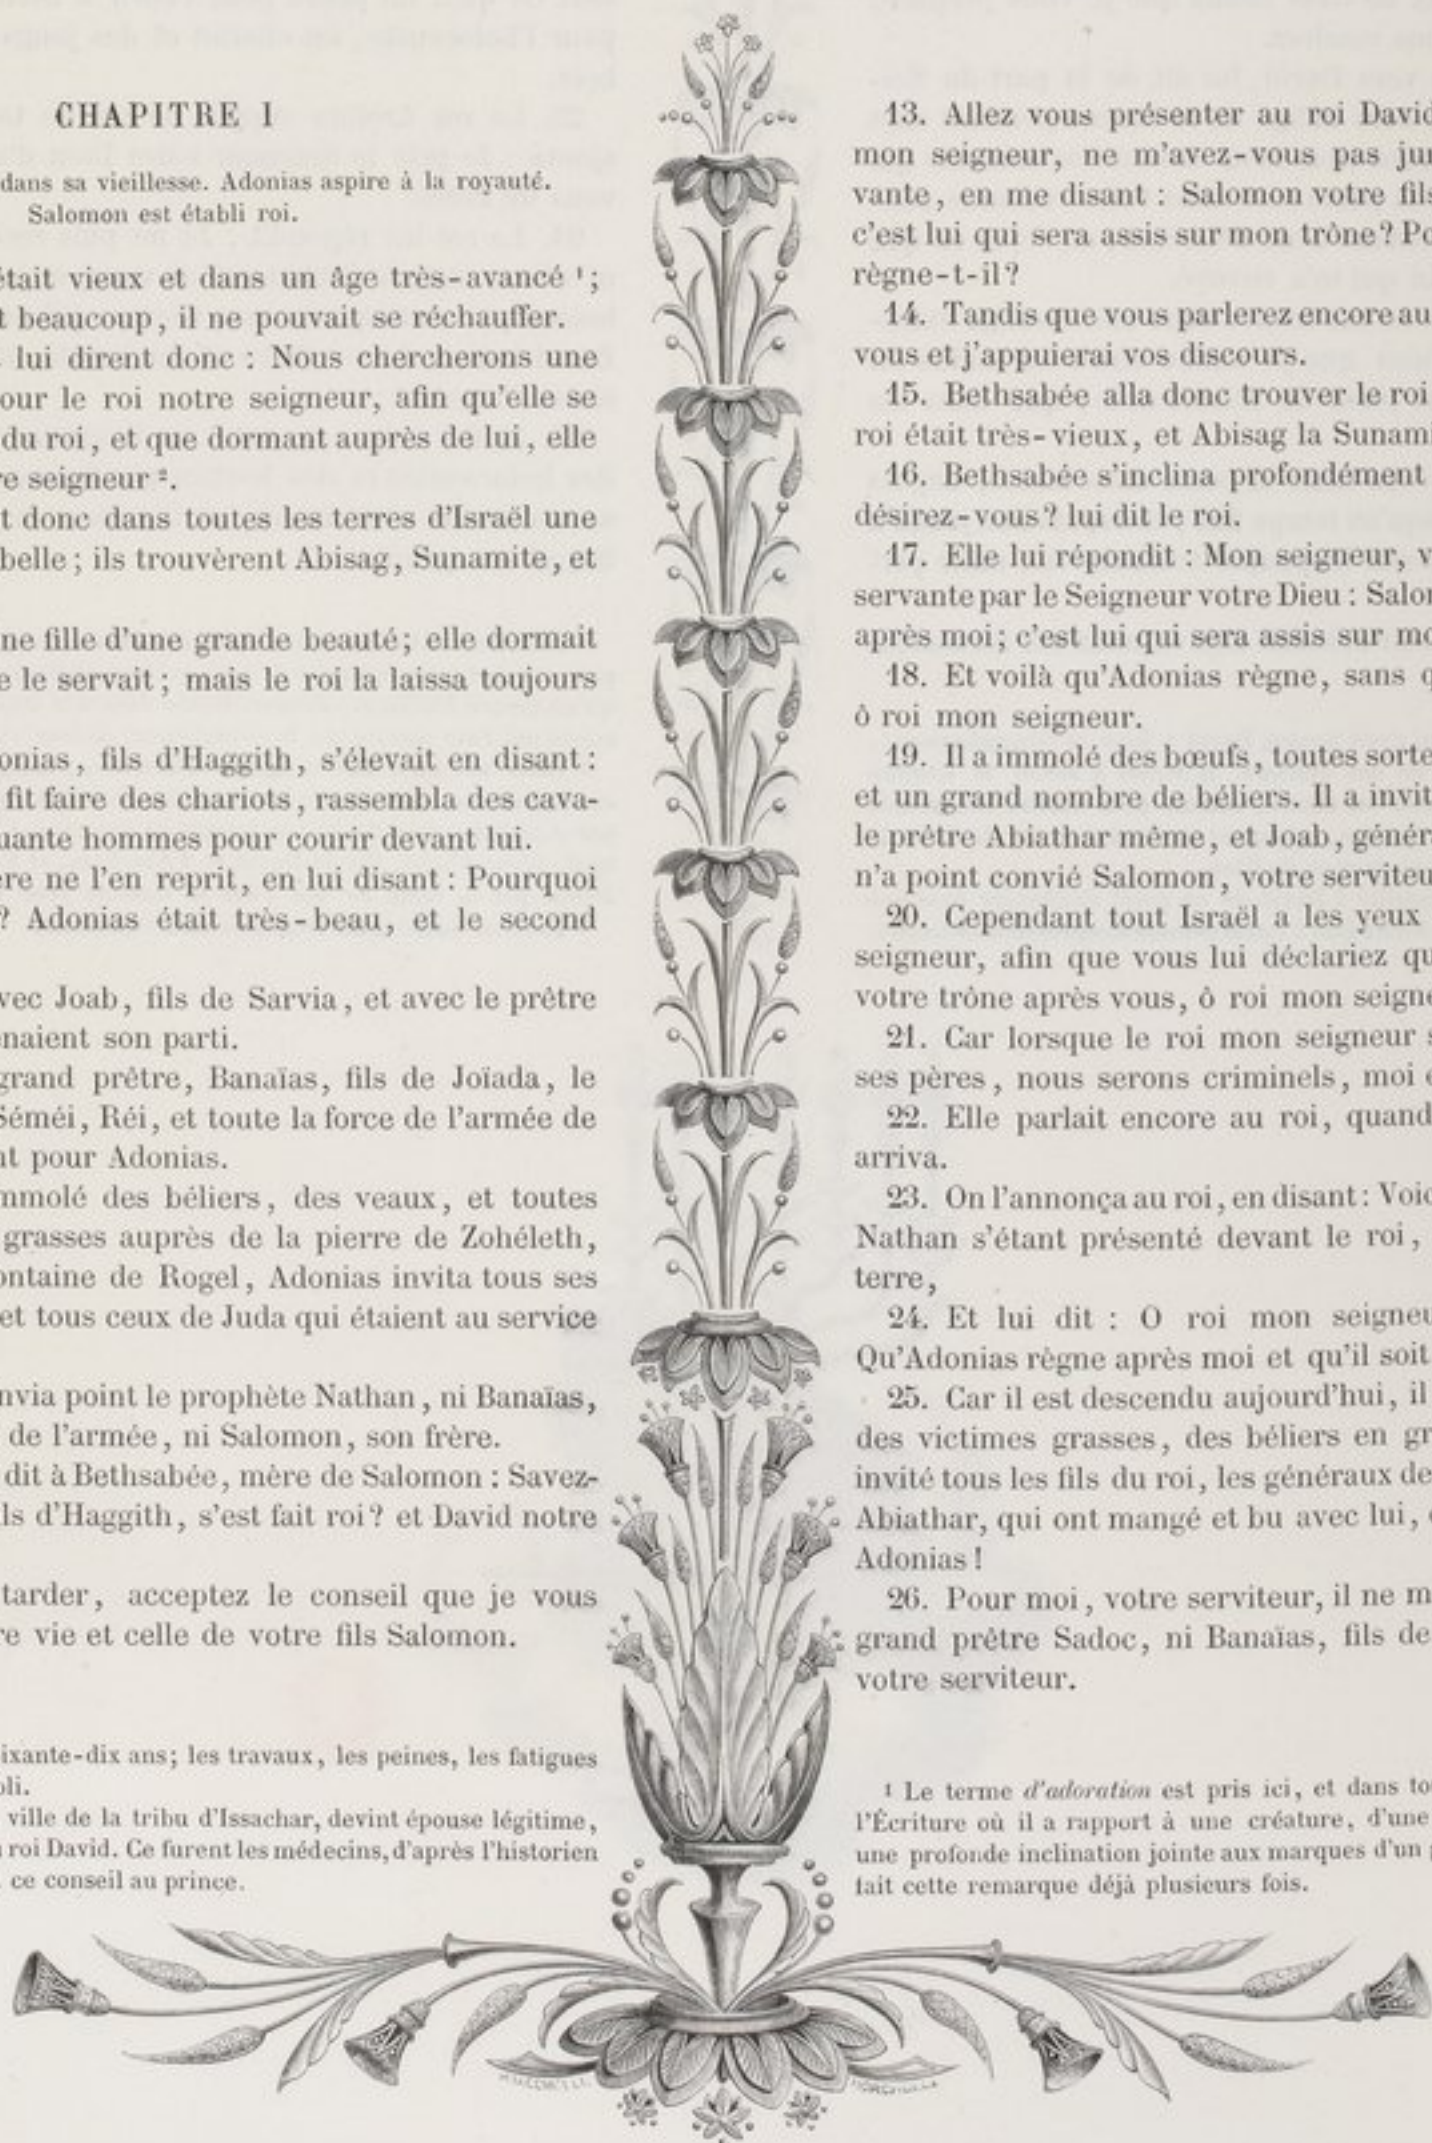 CHAPITRE I
dans sa vieillesse. Adonias aspire à la royauté.
Salomon est établi roi.
était vieux et dans un âge très-avancé ¹;
beaucoup, il ne pouvait se réchauffer.
lui dirent donc : Nous chercherons une
our le roi notre seigneur, afin qu'elle se
du roi, et que dormant auprès de lui, elle
re seigneur ².
t donc dans toutes les terres d'Israël une
belle; ils trouvèrent Abisag, Sunamite, et
ne fille d'une grande beauté; elle dormait
e le servait; mais le roi la laissa toujours
onias, fils d'Haggith, s'élevait en disant :
fit faire des chariots, rassembla des cava-
uante hommes pour courir devant lui.
ère ne l'en reprit, en lui disant : Pourquoi
? Adonias était très-beau, et le second
vec Joab, fils de Sarvia, et avec le prêtre
enaient son parti.
grand prêtre, Banaïas, fils de Joïada, le
Séméi, Réi, et toute la force de l'armée de
nt pour Adonias.
mmolé des béliers, des veaux, et toutes
grasses auprès de la pierre de Zohéleth,
ontaine de Rogel, Adonias invita tous ses
et tous ceux de Juda qui étaient au service
nvia point le prophète Nathan, ni Banaïas,
de l'armée, ni Salomon, son frère.
dit à Bethsabée, mère de Salomon : Savez-
ls d'Haggith, s'est fait roi? et David notre
tarder, acceptez le conseil que je vous
re vie et celle de votre fils Salomon.
ixante-dix ans; les travaux, les peines, les fatigues
oli.
ville de la tribu d'Issachar, devint épouse légitime,
roi David. Ce furent les médecins, d'après l'historien
ce conseil au prince.
13. Allez vous présenter au roi David
mon seigneur, ne m'avez-vous pas jur
vante, en me disant : Salomon votre fils
c'est lui qui sera assis sur mon trône? Po
règne-t-il?
14. Tandis que vous parlerez encore au
vous et j'appuierai vos discours.
15. Bethsabée alla donc trouver le roi
roi était très-vieux, et Abisag la Sunami
16. Bethsabée s'inclina profondément
désirez-vous? lui dit le roi.
17. Elle lui répondit : Mon seigneur, v
servante par le Seigneur votre Dieu : Salom
après moi; c'est lui qui sera assis sur mo
18. Et voilà qu'Adonias règne, sans q
ô roi mon seigneur.
19. Il a immolé des bœufs, toutes sorte
et un grand nombre de béliers. Il a invit
le prêtre Abiathar même, et Joab, généra
n'a point convié Salomon, votre serviteu
20. Cependant tout Israël a les yeux
seigneur, afin que vous lui déclariez qu
votre trône après vous, ô roi mon seigne
21. Car lorsque le roi mon seigneur s
ses pères, nous serons criminels, moi e
22. Elle parlait encore au roi, quand
arriva.
23. On l'annonça au roi, en disant : Voic
Nathan s'étant présenté devant le roi,
terre,
24. Et lui dit : O roi mon seigneu
Qu'Adonias règne après moi et qu'il soit
25. Car il est descendu aujourd'hui, il
des victimes grasses, des béliers en gr
invité tous les fils du roi, les généraux de
Abiathar, qui ont mangé et bu avec lui,
Adonias!
26. Pour moi, votre serviteur, il ne m
grand prêtre Sadoc, ni Banaïas, fils de
votre serviteur.
¹ Le terme d'adoration est pris ici, et dans to
l'Écriture où il a rapport à une créature, d'une
une profonde inclination jointe aux marques d'un
fait cette remarque déjà plusieurs fois.